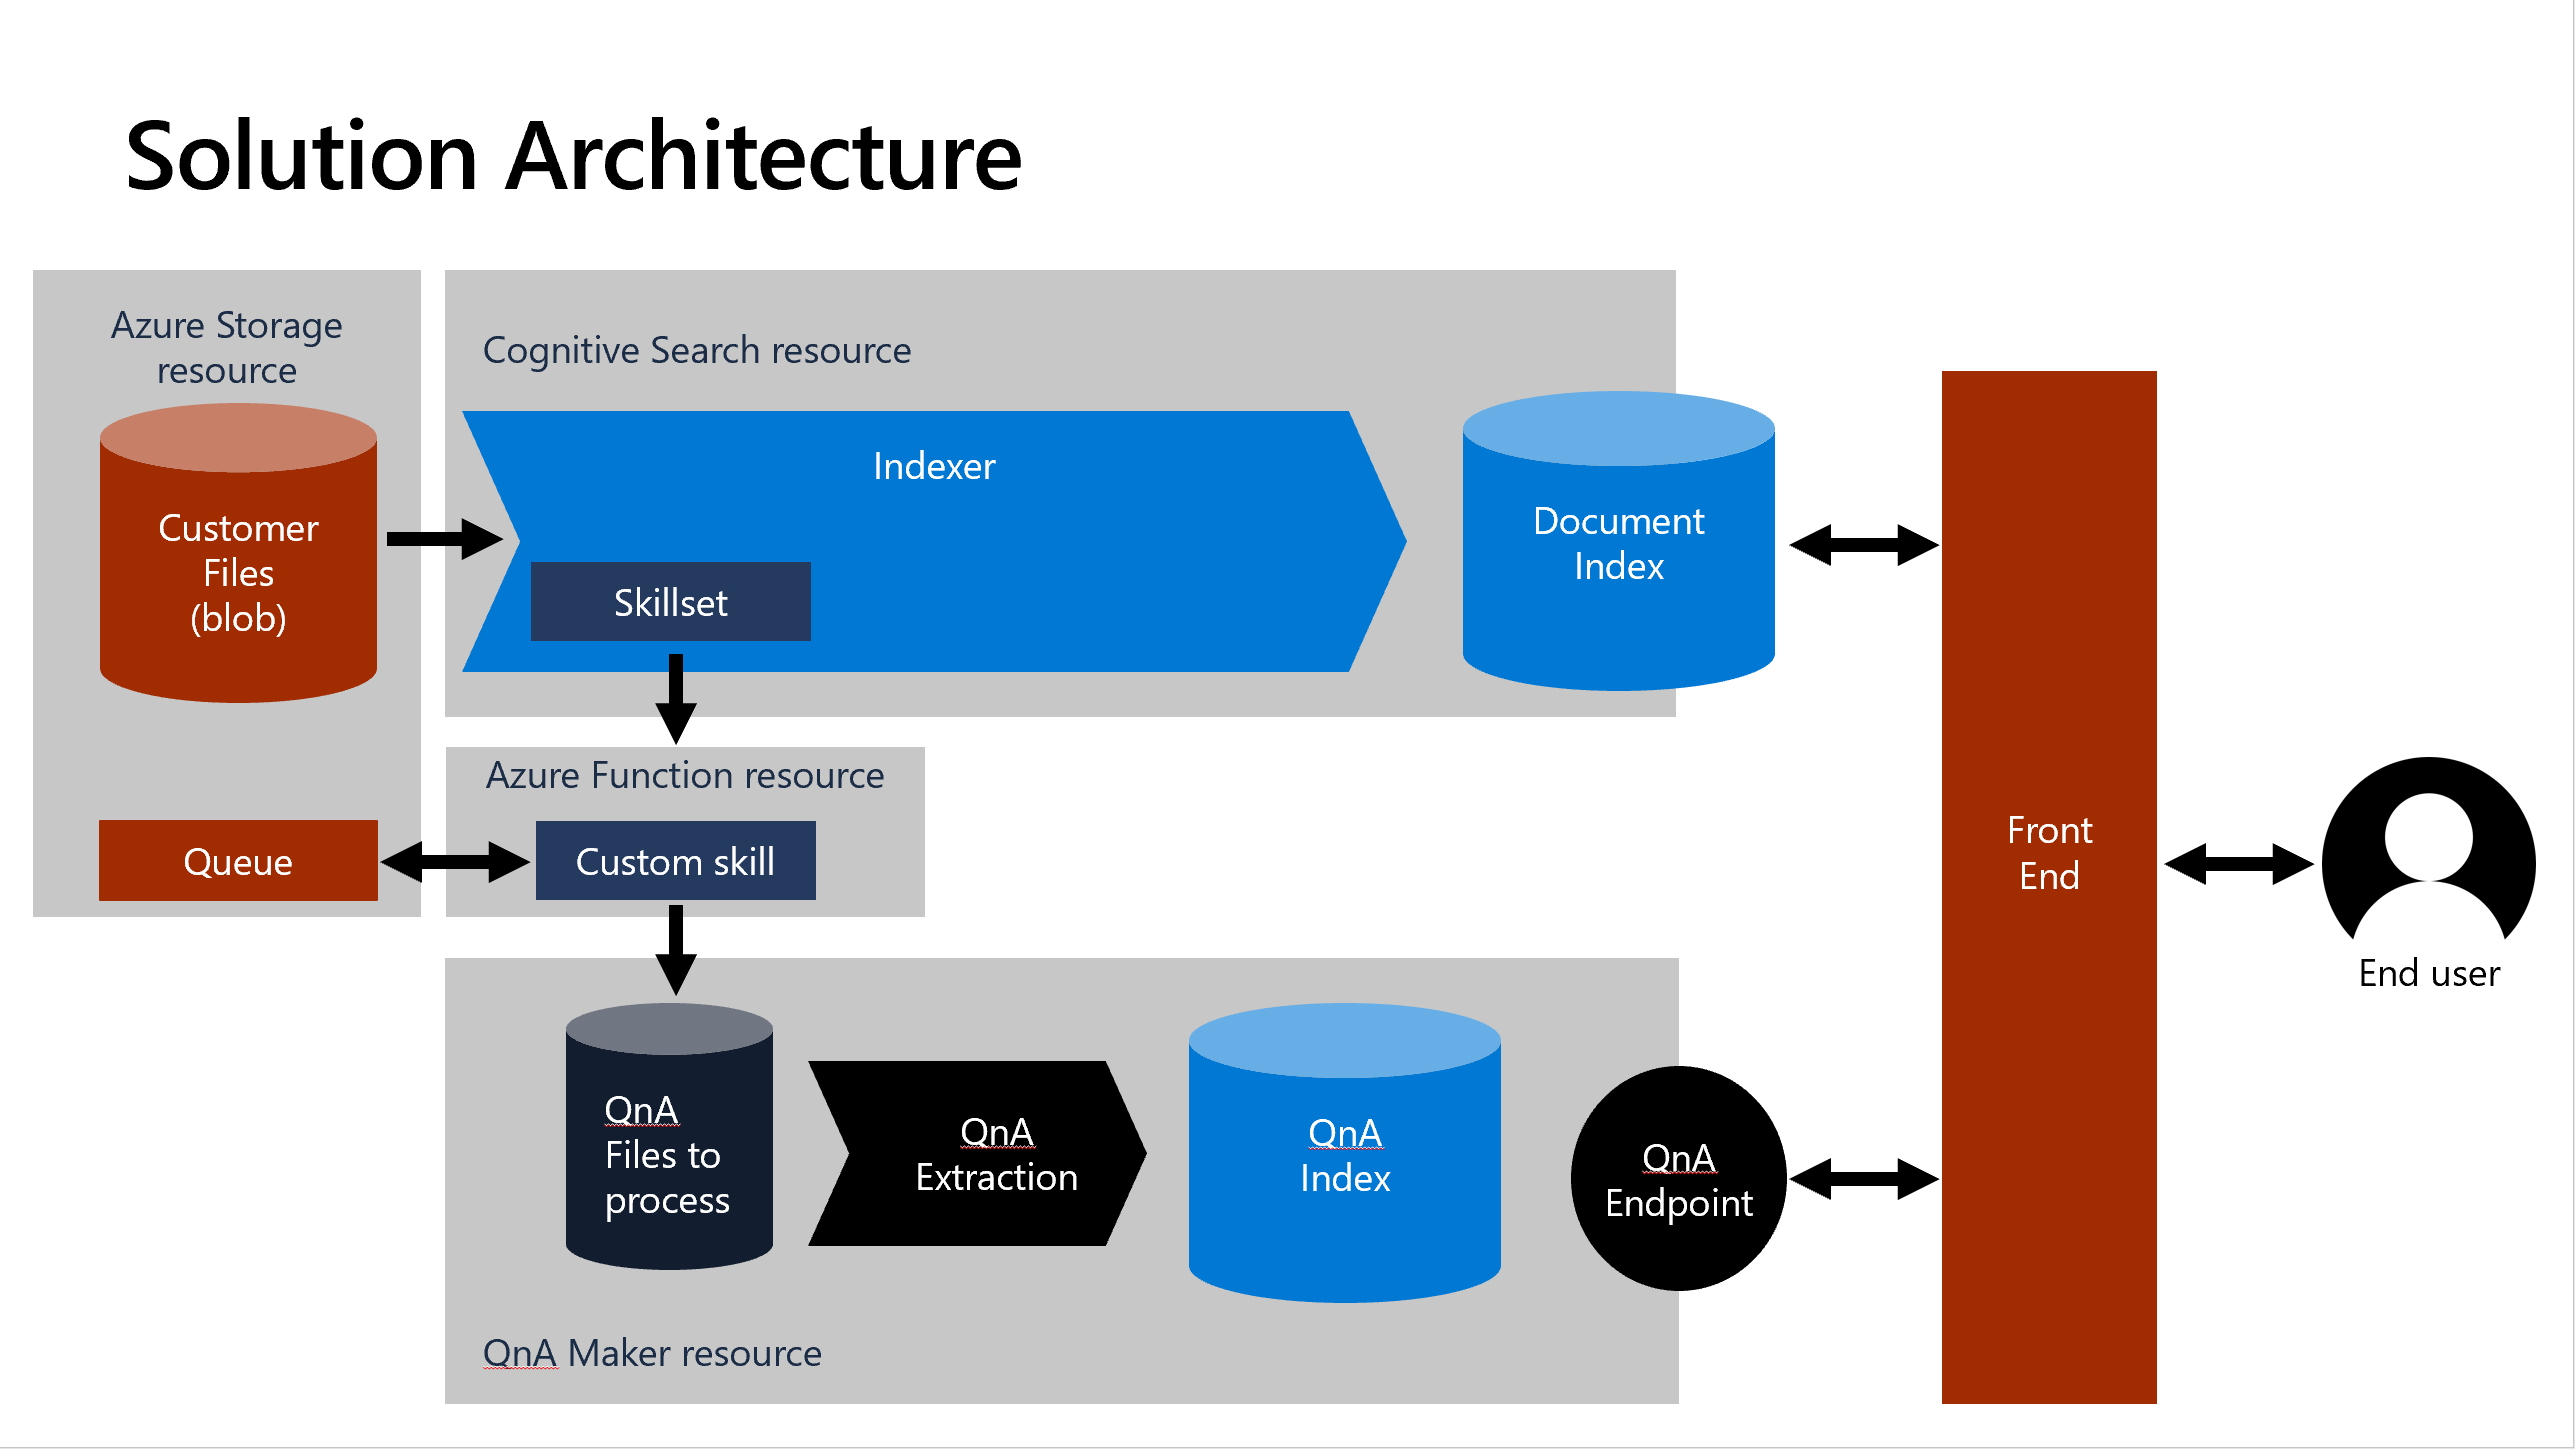 Solution Architecture
Azure Storage
resource
Customer
Files
(blob)
Queue
Cognitive Search resource
Indexer
Skillset
Document
Index
Azure Function resource
Custom skill
QnA
Files to
process
QnA
Extraction
QnA
Index
QnA
Endpoint
QnA Maker resource
Front
End
End user